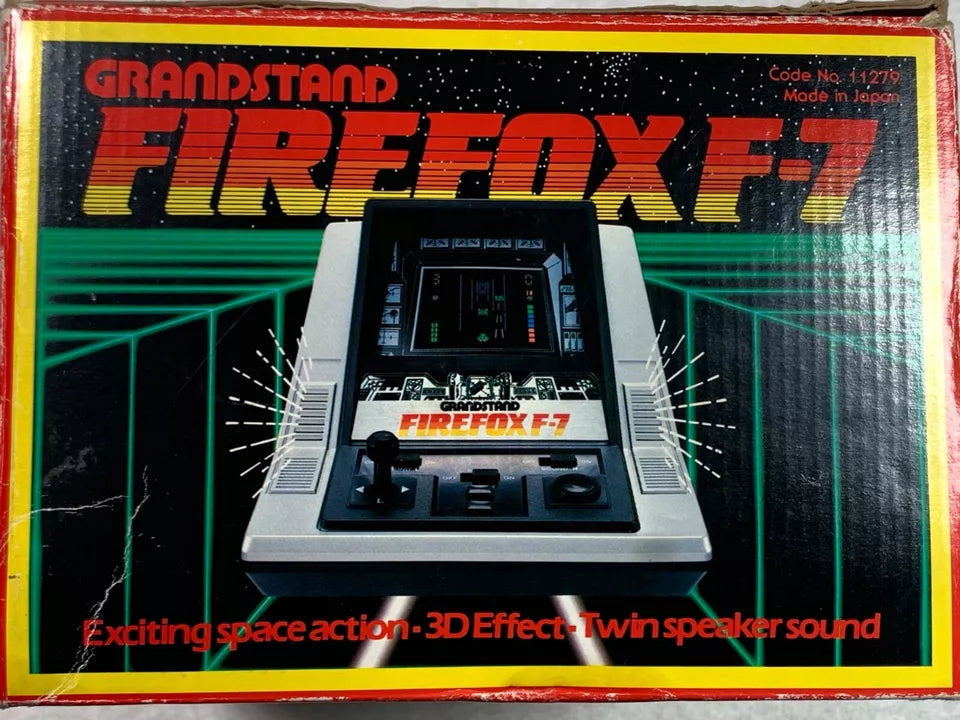 GRANDSTAND
Code No. 11279
Made in Japan
FIREFOX F-7
GRANDSTAND
FIREFOX F-7
OFF ON
Exciting space action · 3D Effect · Twin speaker sound